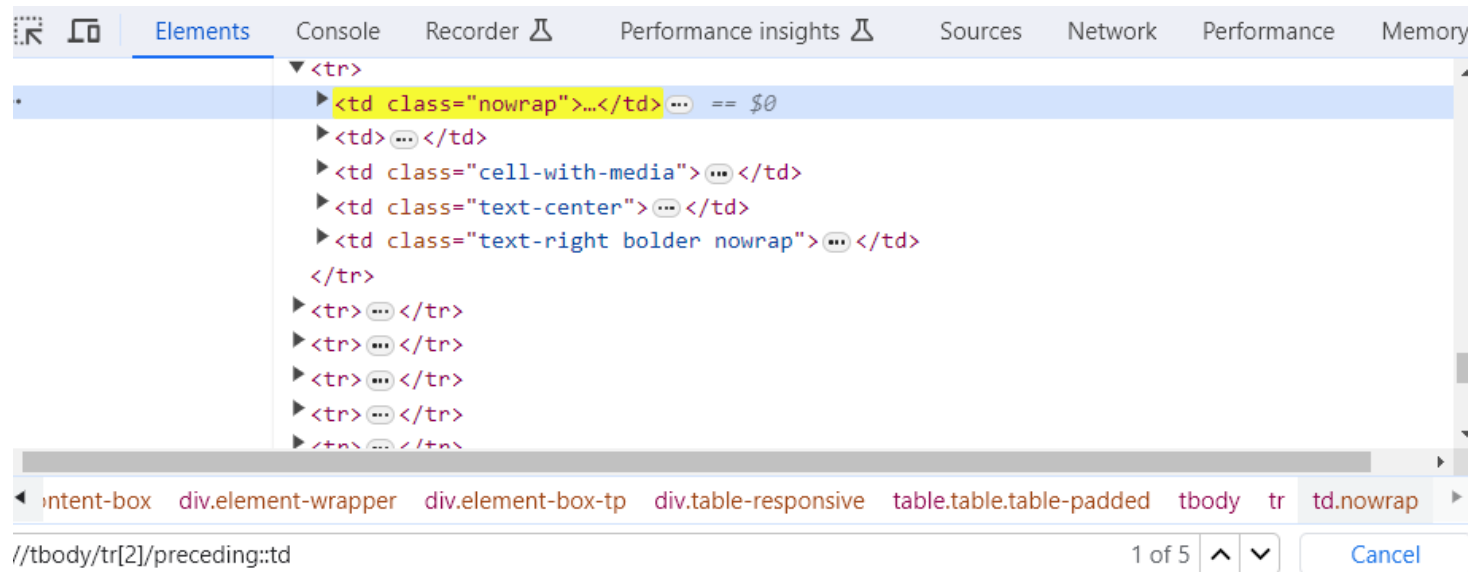 Elements Console Recorder Performance insights Sources Network Performance Memory
<tr>
<td class="nowrap">…</td> ... == $0
<td> ... </td>
<td class="cell-with-media"> ... </td>
<td class="text-center"> ... </td>
<td class="text-right bolder nowrap"> ... </td>
</tr>
<tr> ... </tr>
<tr> ... </tr>
<tr> ... </tr>
<tr> ... </tr>
<tr> ... </tr>
ntent-box div.element-wrapper div.element-box-tp div.table-responsive table.table.table-padded tbody tr td.nowrap
//tbody/tr[2]/preceding::td 1 of 5 Cancel